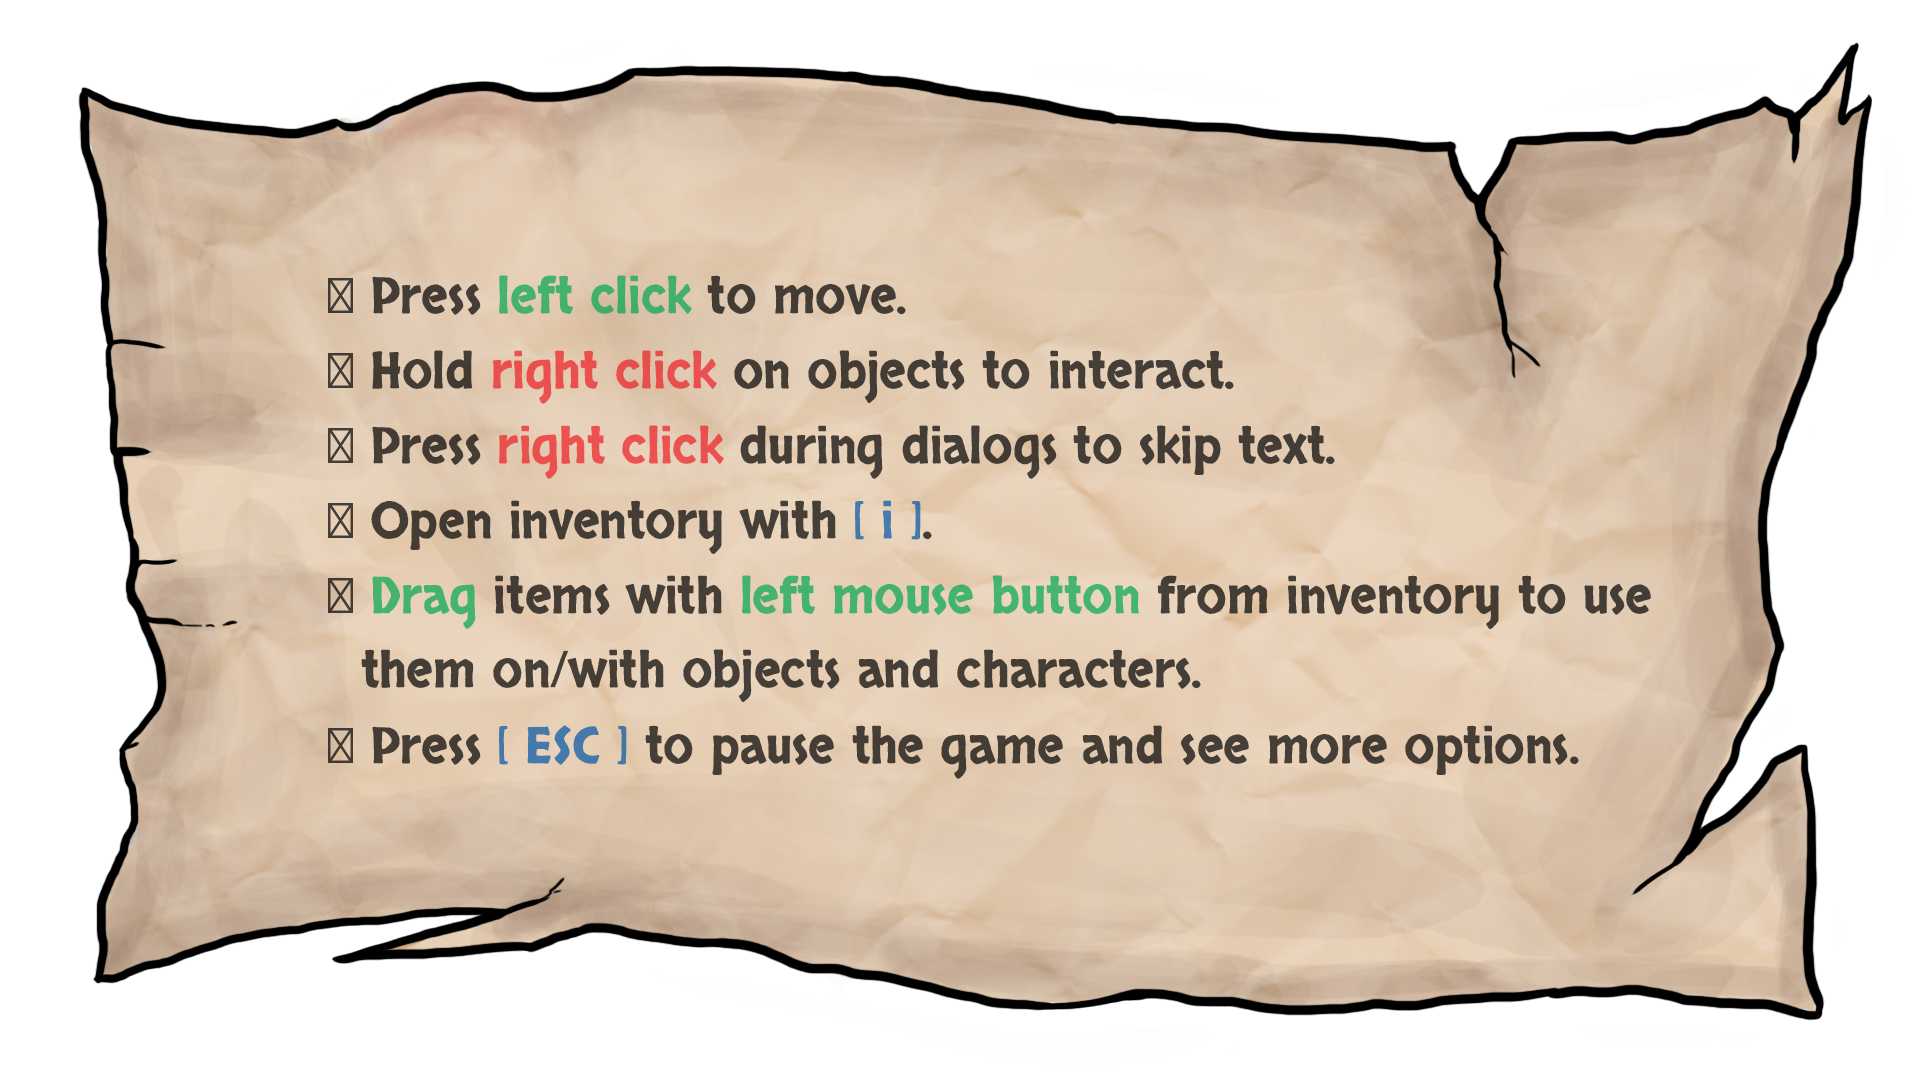 Press left click to move.
Hold right click on objects to interact.
Press right click during dialogs to skip text.
Open inventory with [ i ].
Drag items with left mouse button from inventory to use
them on/with objects and characters.
Press [ ESC ] to pause the game and see more options.